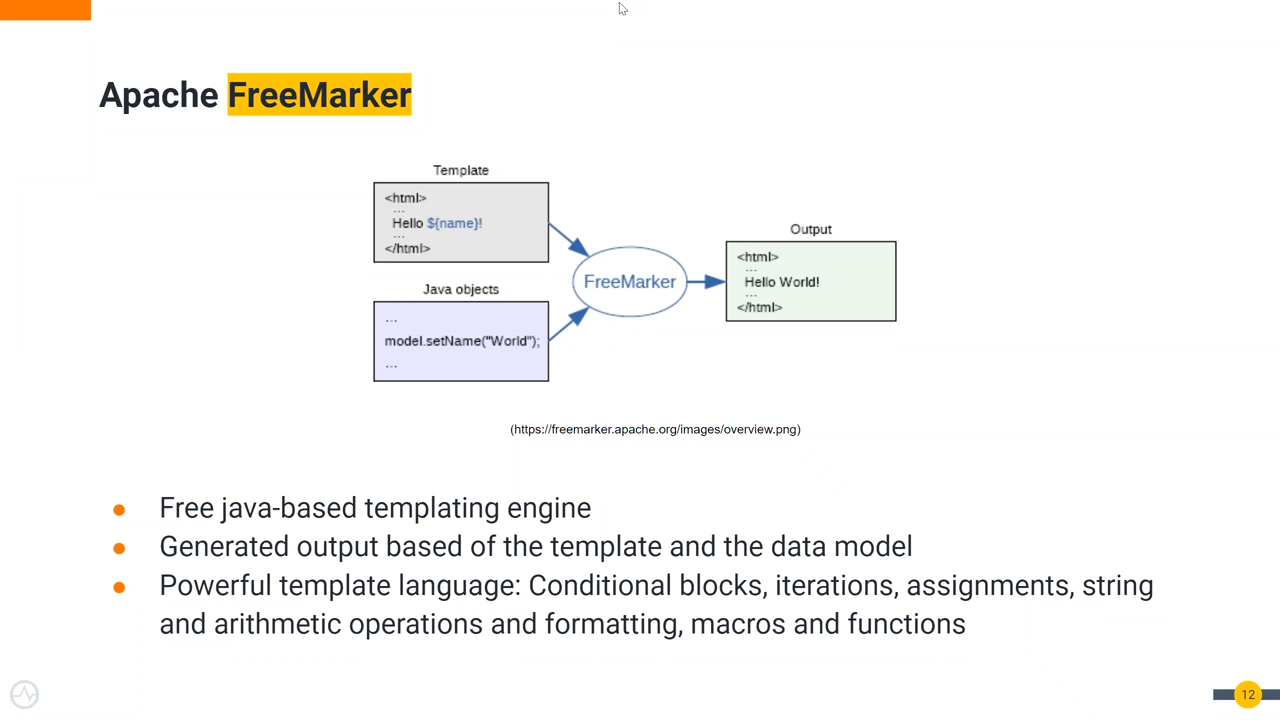 Apache FreeMarker
Template
<html>
...
Hello ${name}!
...
</html>
Java objects
...
model.setName("World");
...
FreeMarker
Output
<html>
...
Hello World!
...
</html>
(https://freemarker.apache.org/images/overview.png)
● Free java-based templating engine
● Generated output based of the template and the data model
● Powerful template language: Conditional blocks, iterations, assignments, string
and arithmetic operations and formatting, macros and functions
12